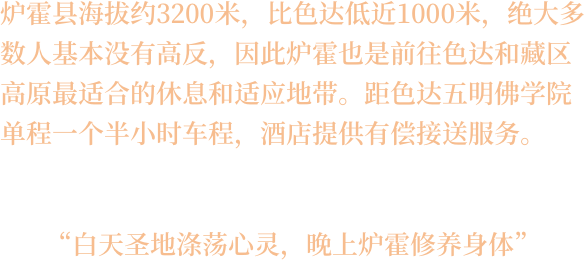 炉霍县海拔约3200米，比色达低近1000米，绝大多
数人基本没有高反，因此炉霍也是前往色达和藏区
高原最适合的休息和适应地带。距色达五明佛学院
单程一个半小时车程，酒店提供有偿接送服务。
“白天圣地涤荡心灵，晚上炉霍修养身体”